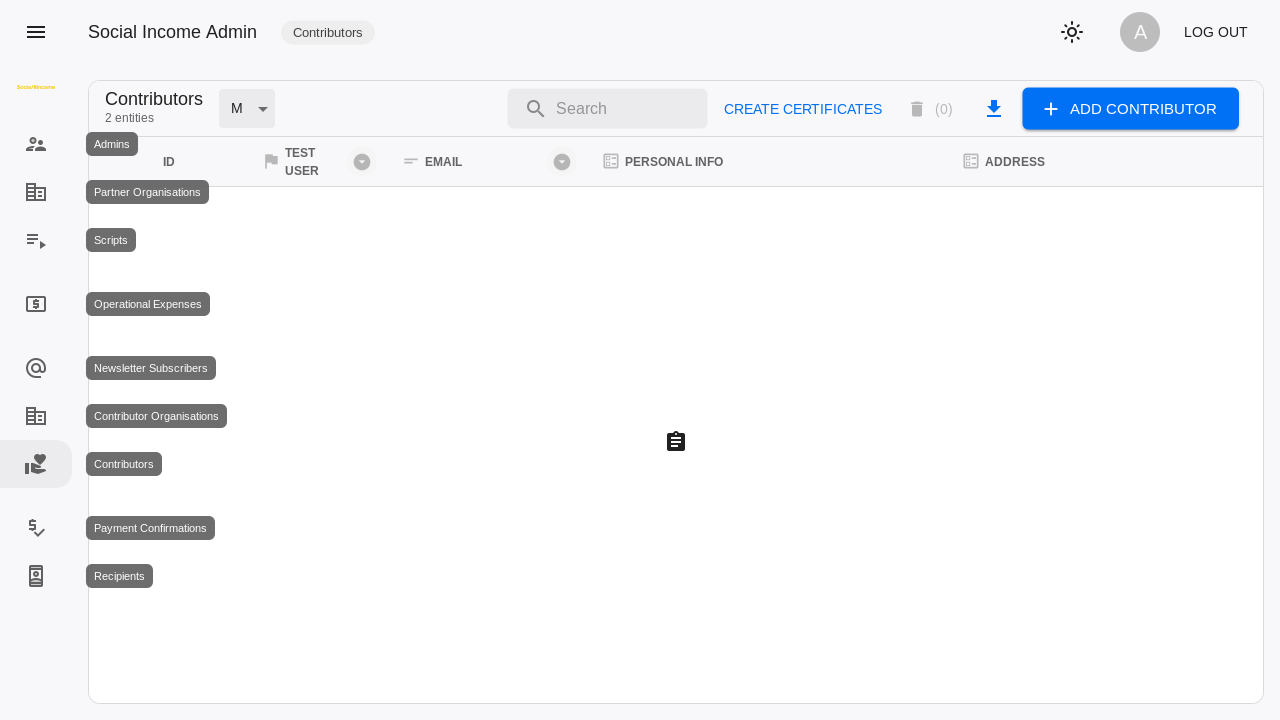 Social Income Admin
Contributors
A
LOG OUT
Social Income
Contributors
2 entities
M
Search
CREATE CERTIFICATES
(0)
ADD CONTRIBUTOR
Admins
ID
TEST
USER
EMAIL
PERSONAL INFO
ADDRESS
Partner Organisations
Scripts
Operational Expenses
Newsletter Subscribers
Contributor Organisations
Contributors
Payment Confirmations
Recipients